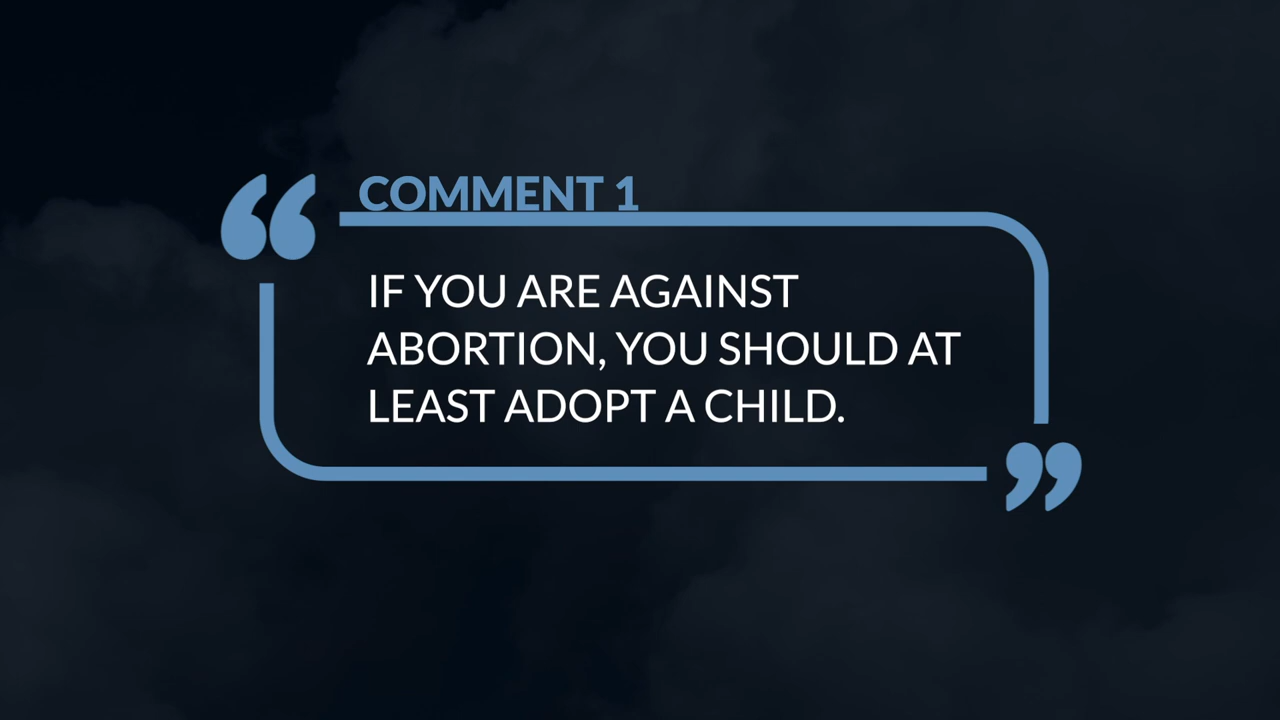 COMMENT 1
IF YOU ARE AGAINST
ABORTION, YOU SHOULD AT
LEAST ADOPT A CHILD.